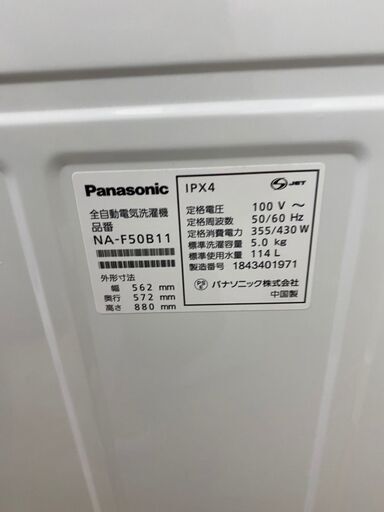 Panasonic
全自動電気洗濯機
品番
NA-F50B11
外形寸法
幅 562 mm
奥行 572 mm
高さ 880 mm
IPX4
JET
定格電圧 100 V ～
定格周波数 50/60 Hz
定格消費電力 355/430 W
標準洗濯容量 5.0 kg
標準使用水量 114 L
製造番号 1843401971
PS E
パナソニック株式会社
中国製